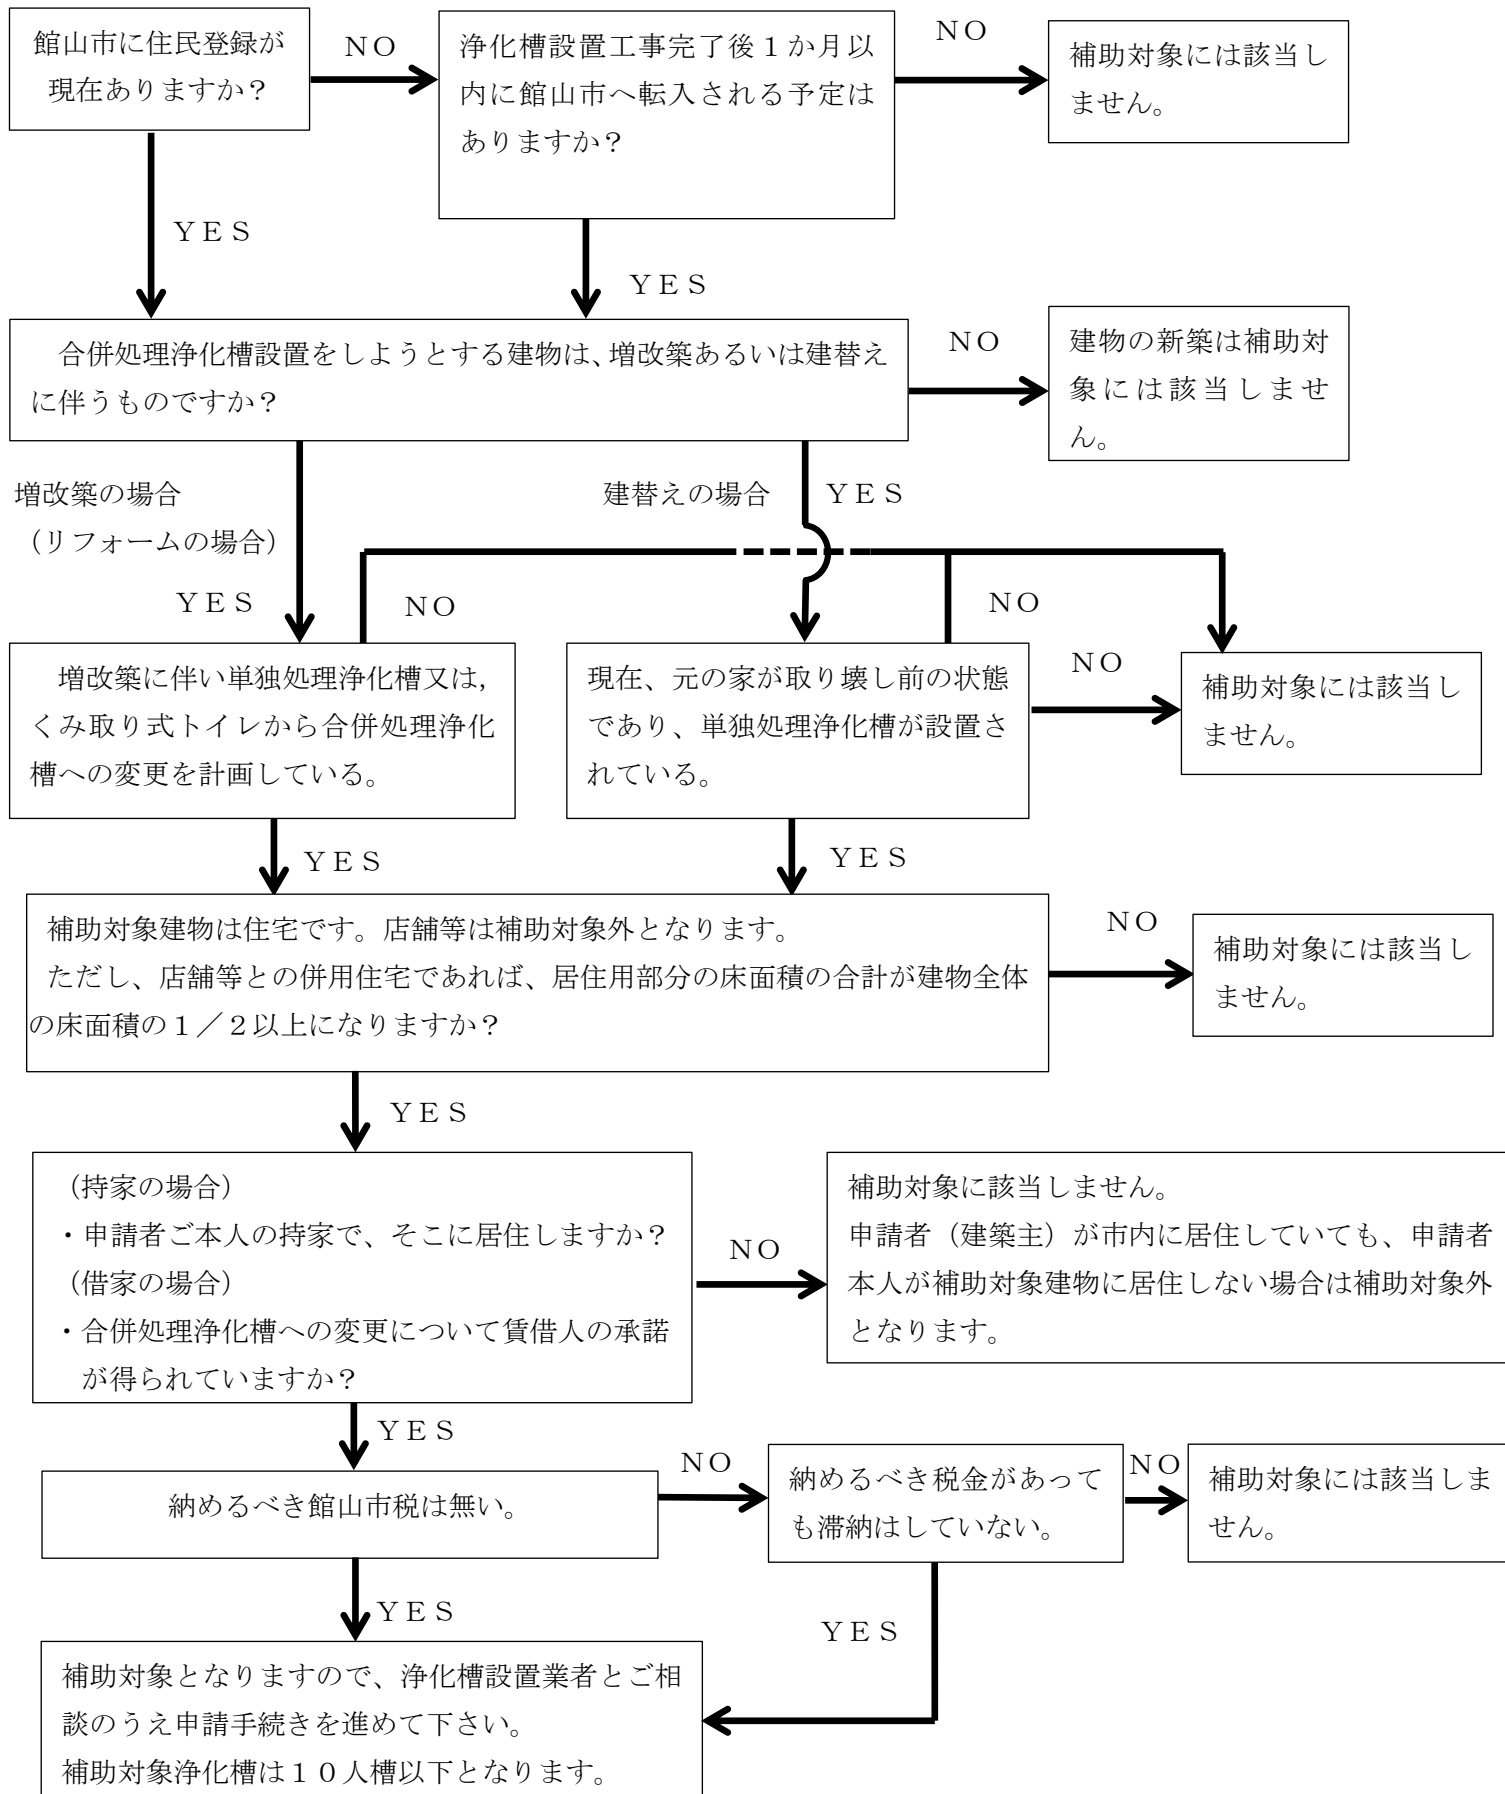 館山市に住民登録が
現在ありますか？
ＮＯ
浄化槽設置工事完了後１か月以
内に館山市へ転入される予定は
ありますか？
ＮＯ
補助対象には該当し
ません。
ＹＥＳ
ＹＥＳ
合併処理浄化槽設置をしようとする建物は、増改築あるいは建替え
に伴うものですか？
ＮＯ
建物の新築は補助対
象には該当しませ
ん。
増改築の場合
（リフォームの場合）
建替えの場合
ＹＥＳ
ＹＥＳ
ＮＯ
ＮＯ
増改築に伴い単独処理浄化槽又は，
くみ取り式トイレから合併処理浄化
槽への変更を計画している。
現在、元の家が取り壊し前の状態
であり、単独処理浄化槽が設置さ
れている。
ＮＯ
補助対象には該当し
ません。
ＹＥＳ
ＹＥＳ
補助対象建物は住宅です。店舗等は補助対象外となります。
ただし、店舗等との併用住宅であれば、居住用部分の床面積の合計が建物全体
の床面積の１／２以上になりますか？
ＮＯ
補助対象には該当し
ません。
ＹＥＳ
（持家の場合）
・申請者ご本人の持家で、そこに居住しますか？
（借家の場合）
・合併処理浄化槽への変更について賃借人の承諾
が得られていますか？
ＮＯ
補助対象に該当しません。
申請者（建築主）が市内に居住していても、申請者
本人が補助対象建物に居住しない場合は補助対象外
となります。
ＹＥＳ
納めるべき館山市税は無い。
ＮＯ
納めるべき税金があって
も滞納はしていない。
ＮＯ
補助対象には該当しま
せん。
ＹＥＳ
ＹＥＳ
補助対象となりますので、浄化槽設置業者とご相
談のうえ申請手続きを進めて下さい。
補助対象浄化槽は１０人槽以下となります。